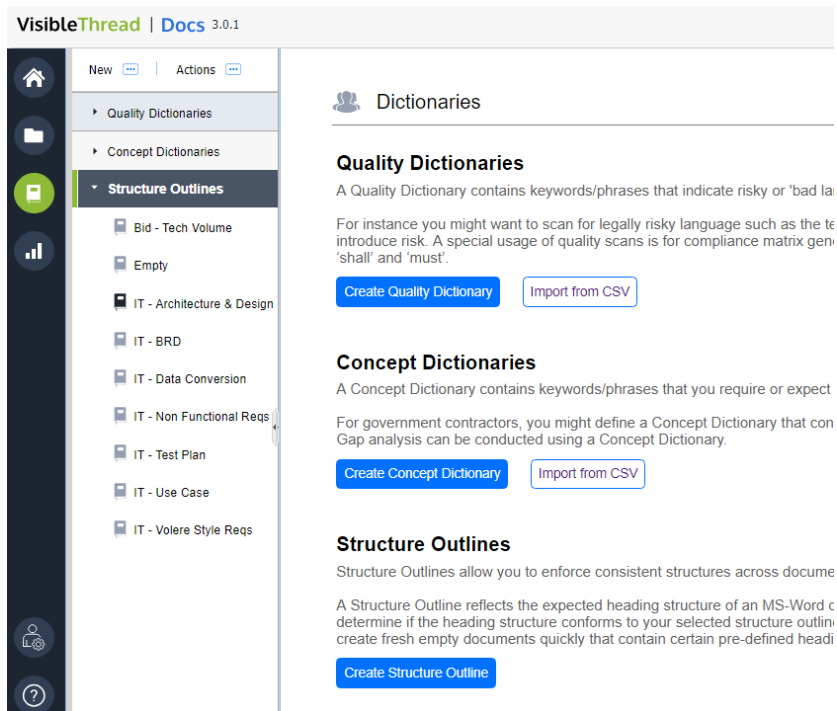 VisibleThread | Docs 3.0.1
New Actions
Quality Dictionaries
Concept Dictionaries
Structure Outlines
Bid - Tech Volume
Empty
IT - Architecture & Design
IT - BRD
IT - Data Conversion
IT - Non Functional Reqs
IT - Test Plan
IT - Use Case
IT - Volere Style Reqs
Dictionaries
Quality Dictionaries
A Quality Dictionary contains keywords/phrases that indicate risky or 'bad
For instance you might want to scan for legally risky language such as the
introduce risk. A special usage of quality scans is for compliance matrix
'shall' and 'must'.
Create Quality Dictionary Import from CSV
Concept Dictionaries
A Concept Dictionary contains keywords/phrases that you require or expect
For government contractors, you might define a Concept Dictionary that
Gap analysis can be conducted using a Concept Dictionary.
Create Concept Dictionary Import from CSV
Structure Outlines
Structure Outlines allow you to enforce consistent structures across
A Structure Outline reflects the expected heading structure of an MS-Word
determine if the heading structure conforms to your selected structure
create fresh empty documents quickly that contain certain pre-defined
Create Structure Outline
?